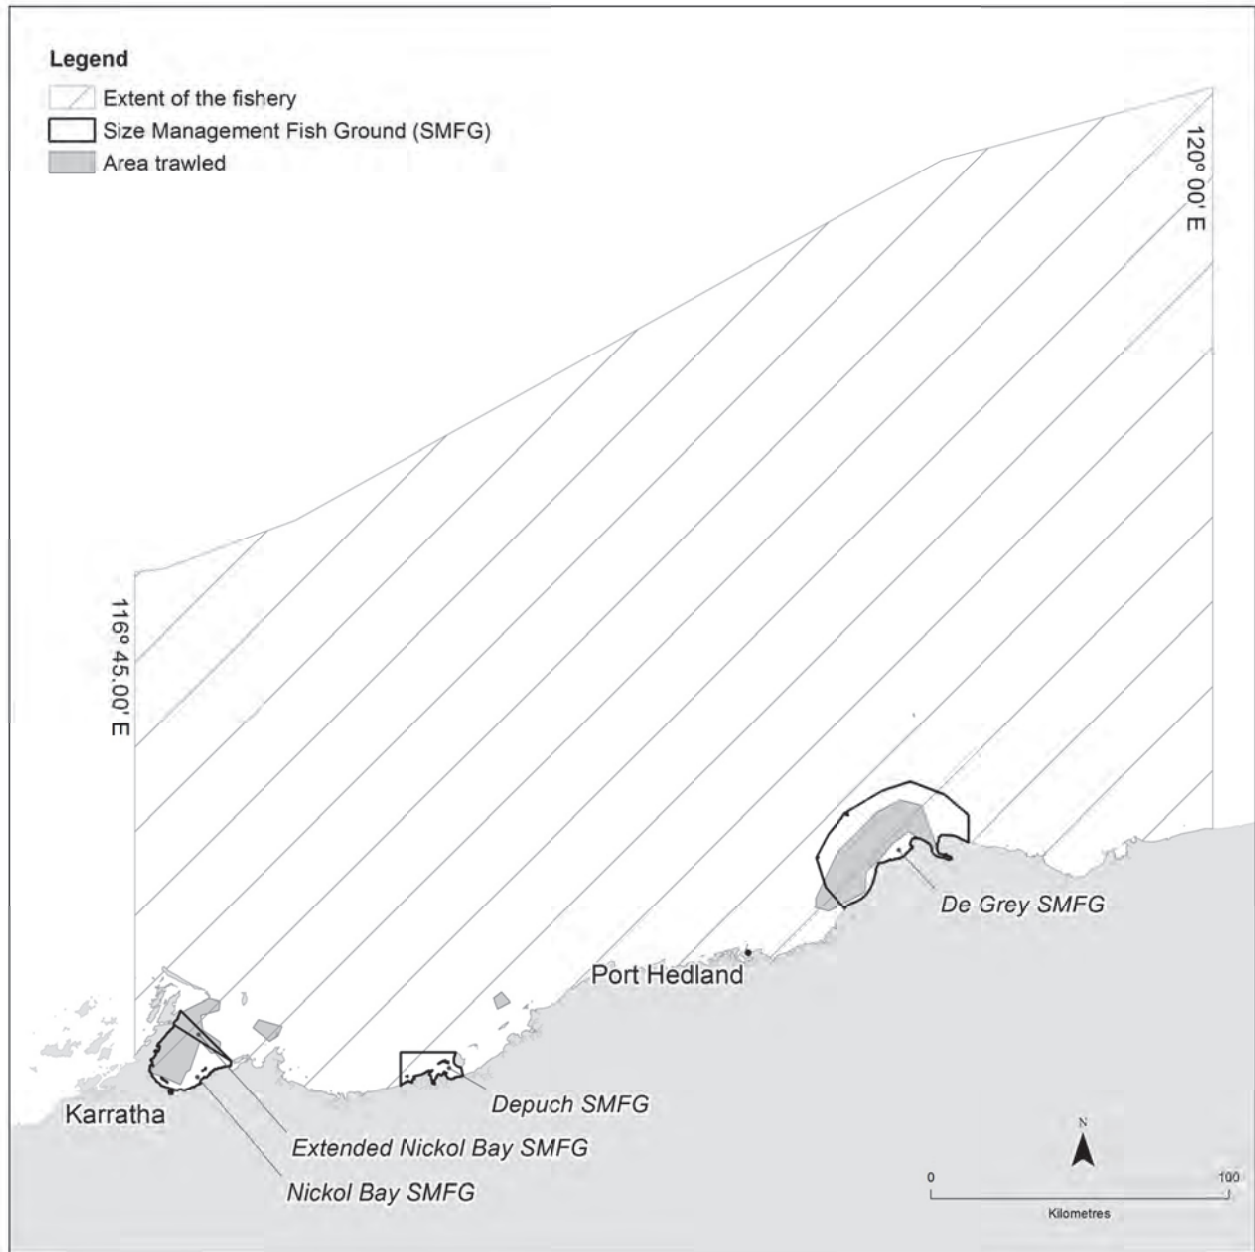 Legend
Extent of the fishery
Size Management Fish Ground (SMFG)
Area trawled
120° 00' E
116° 45.00' E
De Grey SMFG
Port Hedland
Depuch SMFG
Karratha
Extended Nickol Bay SMFG
Nickol Bay SMFG
N
0 100
Kilometres